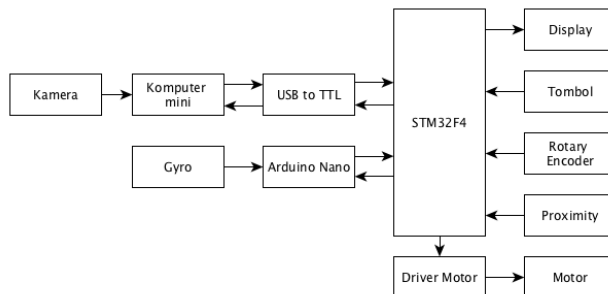 Display
Kamera
Komputer
mini
USB to TTL
STM32F4
Tombol
Gyro
Arduino Nano
Rotary
Encoder
Proximity
Driver Motor
Motor